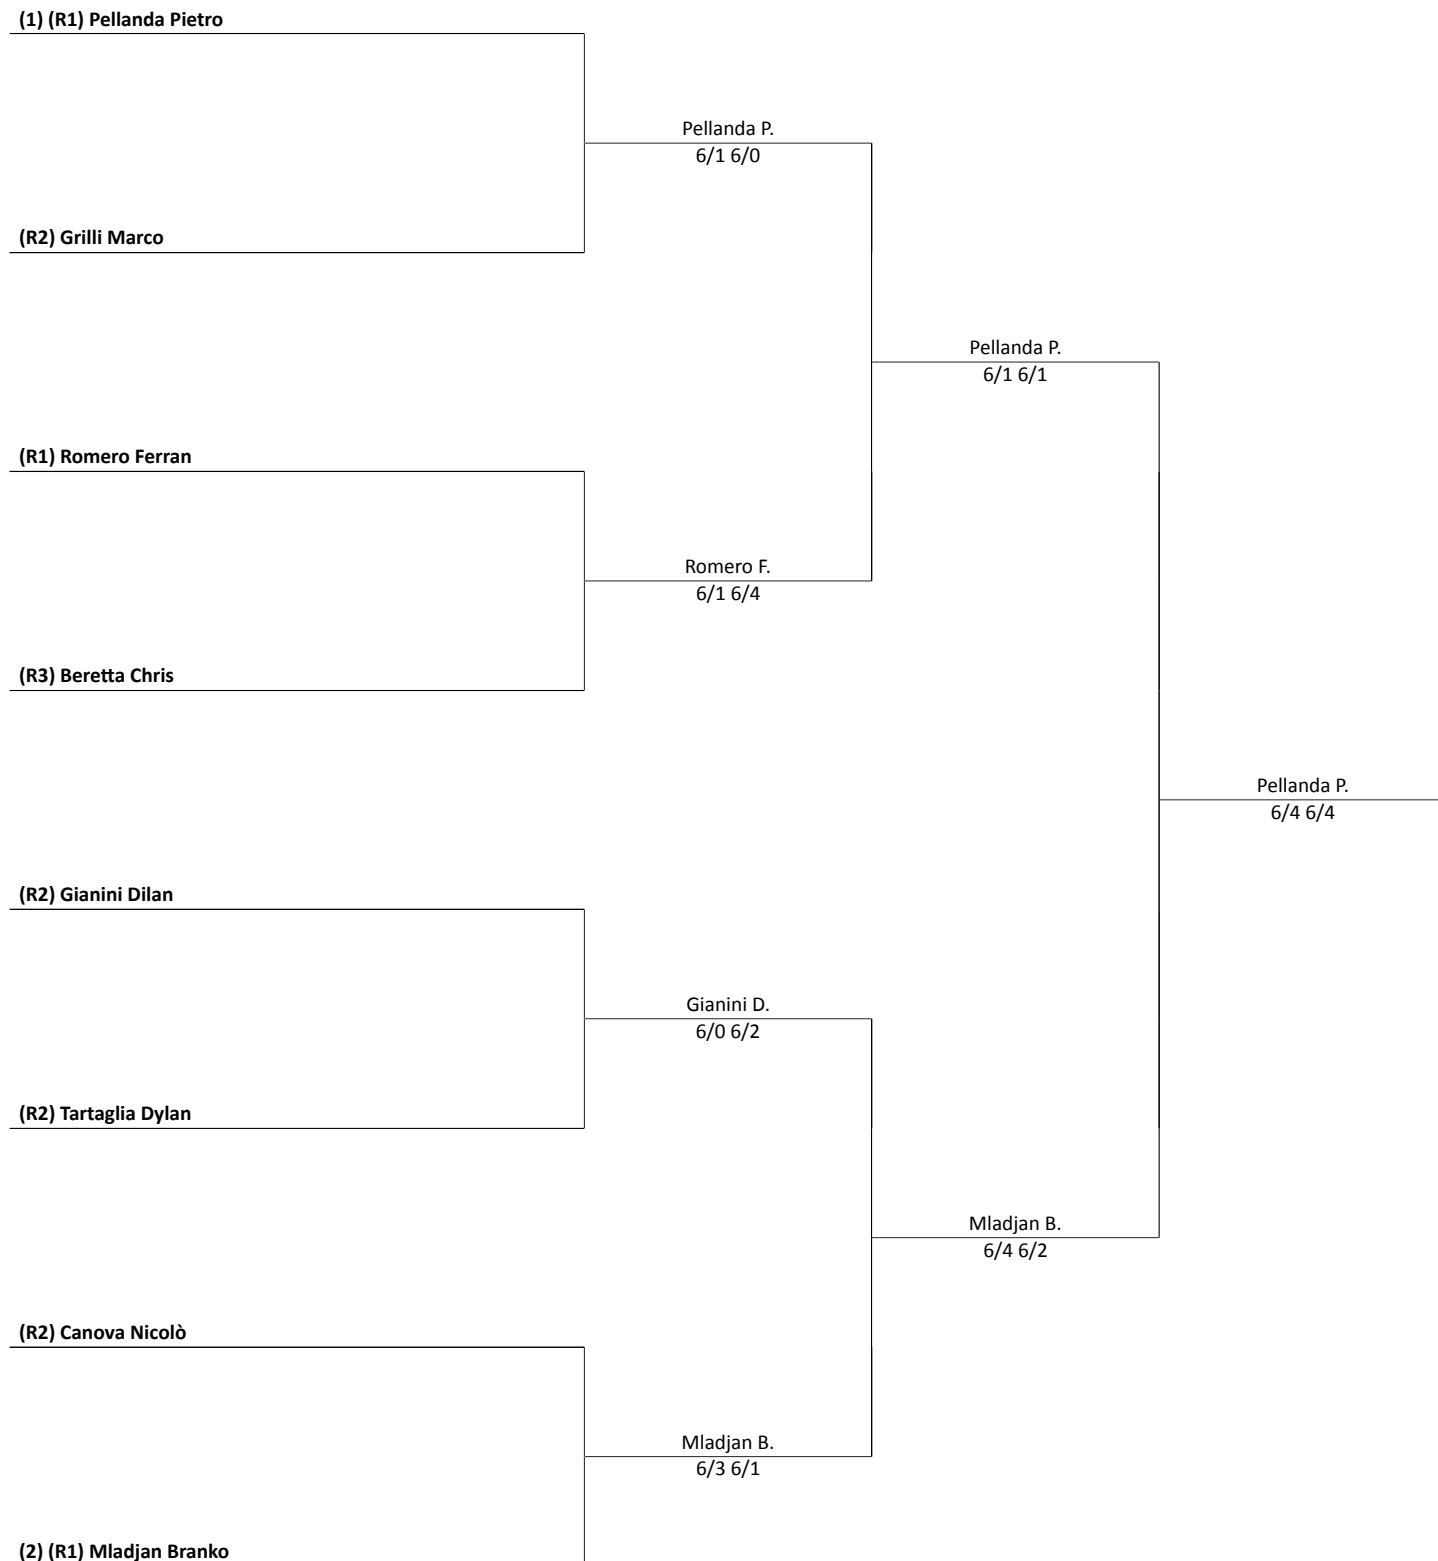 (1) (R1) Pellanda Pietro
Pellanda P.
6/1 6/0
(R2) Grilli Marco
Pellanda P.
6/1 6/1
(R1) Romero Ferran
Romero F.
6/1 6/4
(R3) Beretta Chris
Pellanda P.
6/4 6/4
(R2) Gianini Dilan
Gianini D.
6/0 6/2
(R2) Tartaglia Dylan
Mladjan B.
6/4 6/2
(R2) Canova Nicolò
Mladjan B.
6/3 6/1
(2) (R1) Mladjan Branko